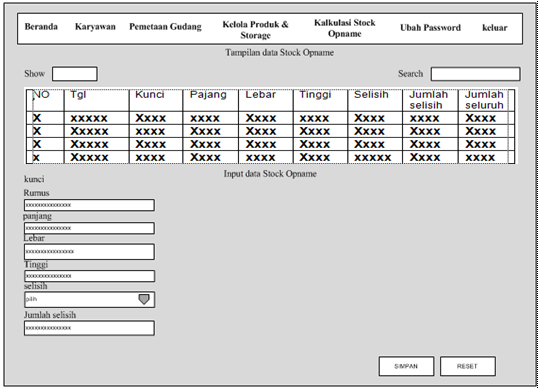 Beranda Karyawan Pemetaan Gudang Kelola Produk & Storage Kalkulasi Stock Opname Ubah Password keluar
Tampilan data Stock Opname
Show Search
NO Tgl Kunci Pajang Lebar Tinggi Selisih Jumlah selisih Jumlah seluruh
X xxxxx Xxxx xxxx Xxxx xxxx Xxxx xxxx Xxxx
X Xxxxx xxxx Xxxx Xxxx Xxxx Xxxx Xxxx xxxx
X Xxxxx Xxxx Xxxx Xxxx Xxxx Xxxx Xxxx Xxxx
x Xxxxx xxxx Xxxx xxxx Xxxx xxxxx Xxxx xxxx
Input data Stock Opname
kunci
Rumus
xxxxxxxxxxxxxxx
panjang
xxxxxxxxxxxxxxx
Lebar
xxxxxxxxxxxxxxxx
Tinggi
xxxxxxxxxxxxxxx
selisih
pilih
Jumlah selisih
xxxxxxxxxxxxxxx
SIMPAN RESET